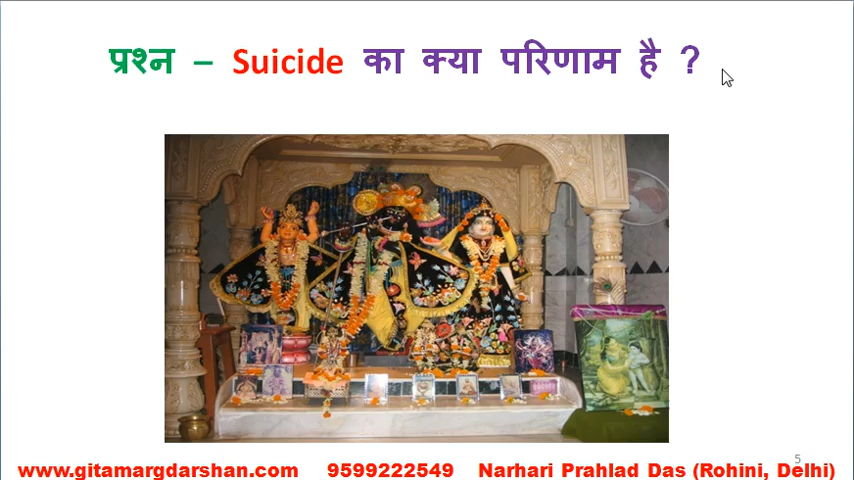 प्रश्न – Suicide का क्या परिणाम है ?
5
www.gitamargdarshan.com 9599222549 Narhari Prahlad Das (Rohini, Delhi)